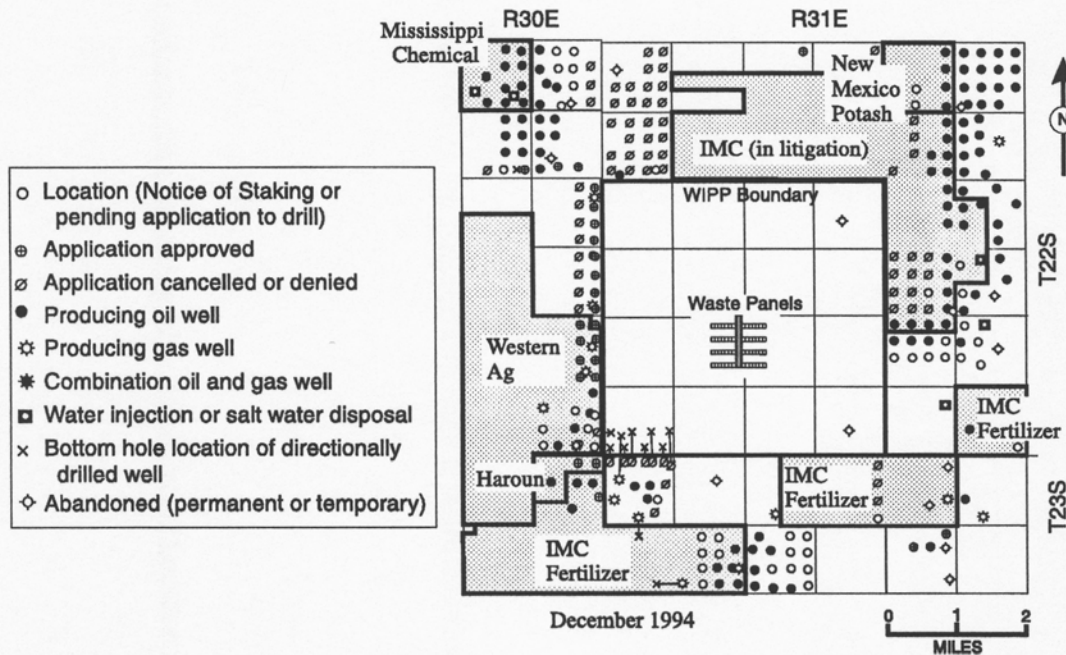 R30E
R31E
Mississippi
Chemical
New
Mexico
Potash
N
IMC (in litigation)
WIPP Boundary
T22S
Waste Panels
Western
Ag
IMC
Fertilizer
Haroun
IMC
Fertilizer
T23S
IMC
Fertilizer
December 1994
0 1 2
MILES
Location (Notice of Staking or
pending application to drill)
Application approved
Application cancelled or denied
Producing oil well
Producing gas well
Combination oil and gas well
Water injection or salt water disposal
Bottom hole location of directionally
drilled well
Abandoned (permanent or temporary)